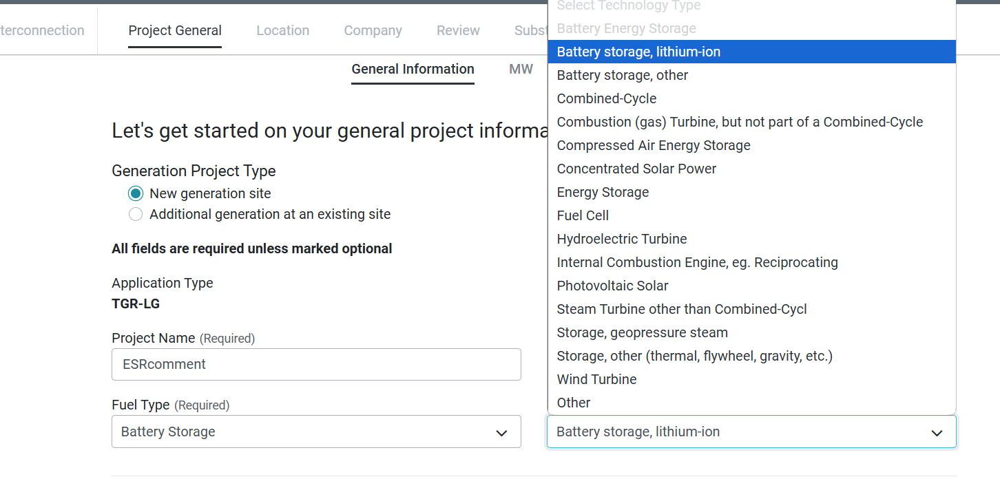 terconnection
Project General
Location
Company
Review
Subst
General Information
MW
Let's get started on your general project informa
Generation Project Type
New generation site
Additional generation at an existing site
All fields are required unless marked optional
Application Type
TGR-LG
Project Name (Required)
ESRcomment
Fuel Type (Required)
Battery Storage
Select Technology Type
Battery Energy Storage
Battery storage, lithium-ion
Battery storage, other
Combined-Cycle
Combustion (gas) Turbine, but not part of a Combined-Cycle
Compressed Air Energy Storage
Concentrated Solar Power
Energy Storage
Fuel Cell
Hydroelectric Turbine
Internal Combustion Engine, eg. Reciprocating
Photovoltaic Solar
Steam Turbine other than Combined-Cycl
Storage, geopressure steam
Storage, other (thermal, flywheel, gravity, etc.)
Wind Turbine
Other
Battery storage, lithium-ion